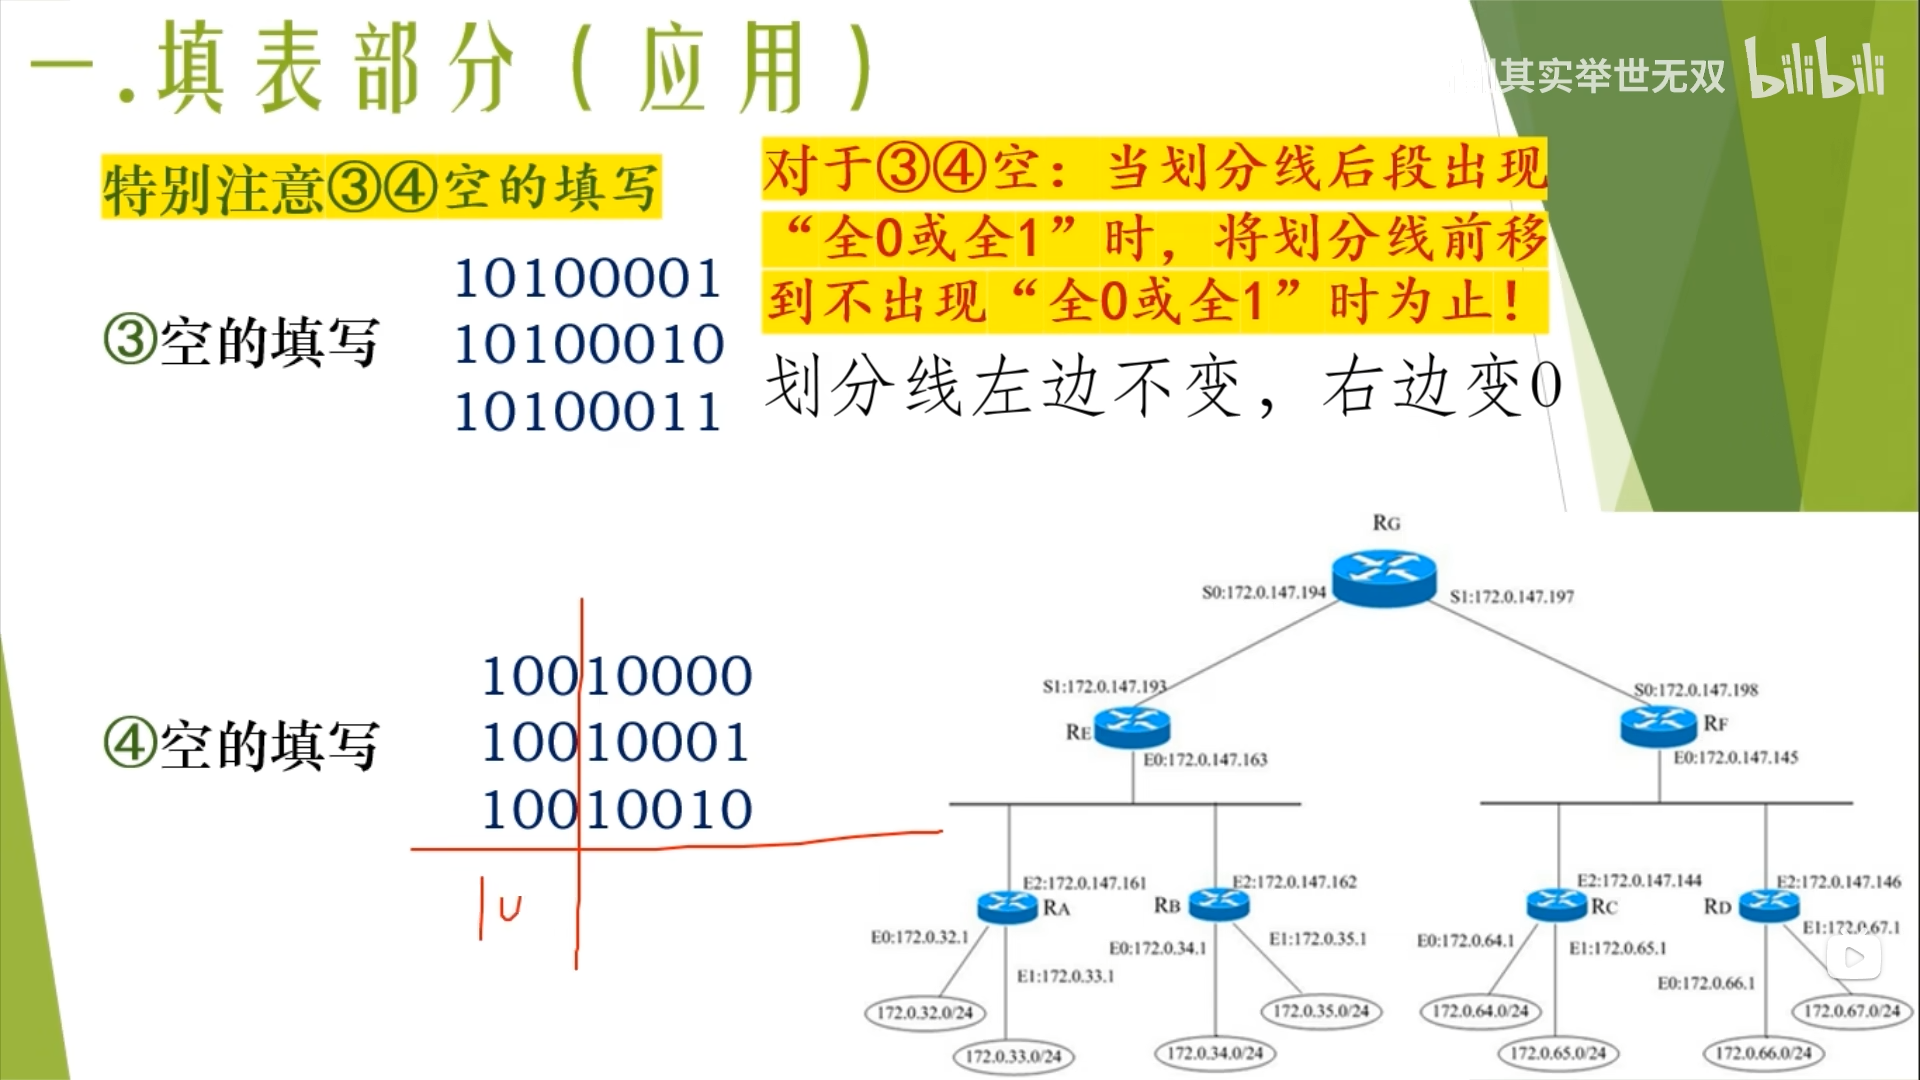 一.填表部分(应用)
其实举世无双 bilibili
特别注意③④空的填写
对于③④空：当划分线后段出现
“全0或全1”时，将划分线前移
到不出现“全0或全1”时为止！
划分线左边不变，右边变0
③空的填写
10100001
10100010
10100011
④空的填写
10010000
10010001
10010010
RG
S0:172.0.147.194
S1:172.0.147.197
S1:172.0.147.193
S0:172.0.147.198
RE
RF
E0:172.0.147.163
E0:172.0.147.145
E2:172.0.147.161
E2:172.0.147.162
E2:172.0.147.144
E2:172.0.147.146
RA
RB
RC
RD
E0:172.0.32.1
E1:172.0.33.1
E0:172.0.34.1
E1:172.0.35.1
E0:172.0.64.1
E1:172.0.65.1
E0:172.0.66.1
E1:172.0.67.1
172.0.32.0/24
172.0.33.0/24
172.0.34.0/24
172.0.35.0/24
172.0.64.0/24
172.0.65.0/24
172.0.66.0/24
172.0.67.0/24